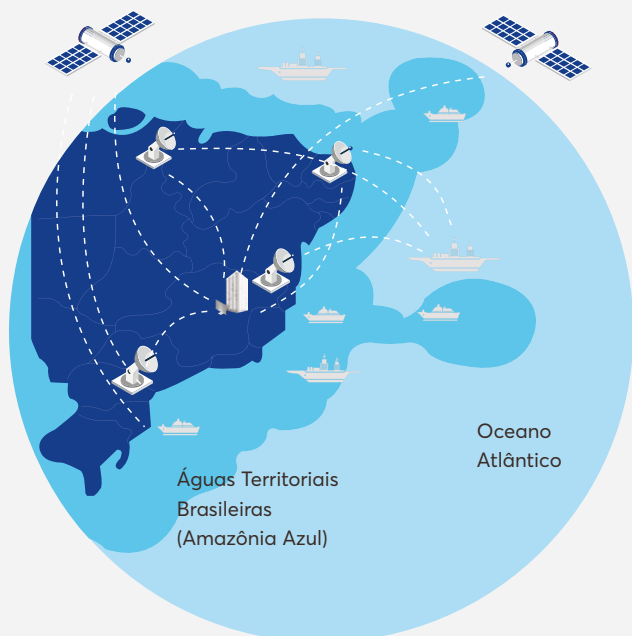 Oceano
Atlântico
Águas Territoriais
Brasileiras
(Amazônia Azul)